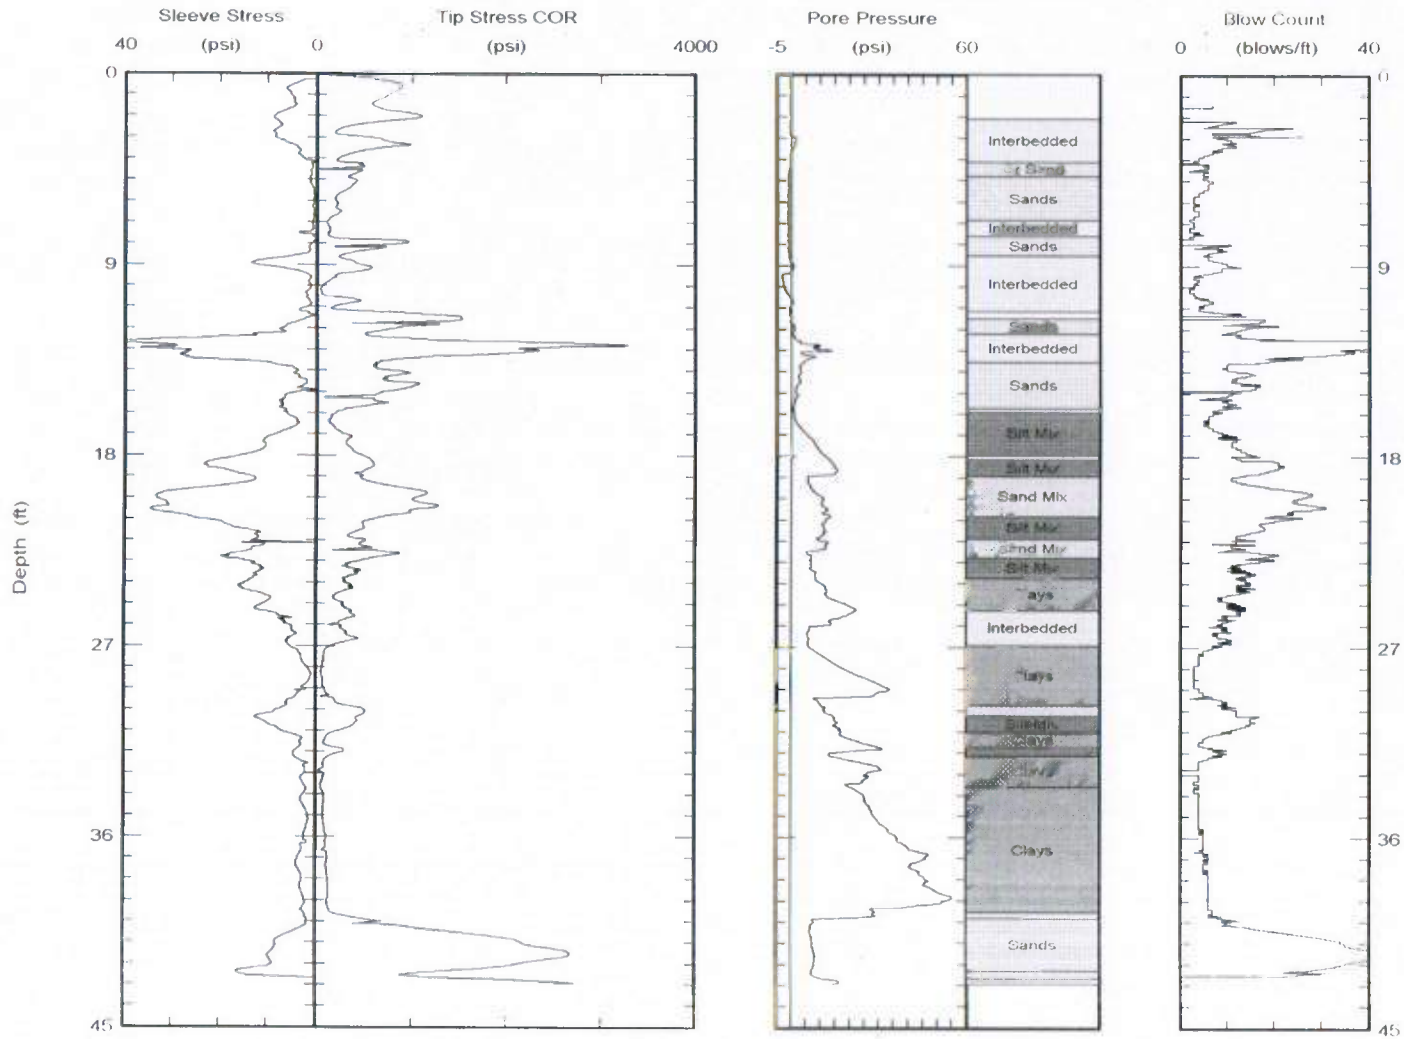 Sleeve Stress Tip Stress COR Pore Pressure Blow Count
40 (psi) 0 (psi) 4000 -5 (psi) 60 0 (blows/ft) 40
0 0
Interbedded
Sand
Sands
Interbedded
Sands
9 9
Interbedded
Sands
Interbedded
Sands
Silt Mix
18 18
Silt Mix
Sand Mix
Silt Mix
Sand Mix
Silt Mix
Depth (ft)
Interbedded
27 27
36 36
Clays
Sands
45 45